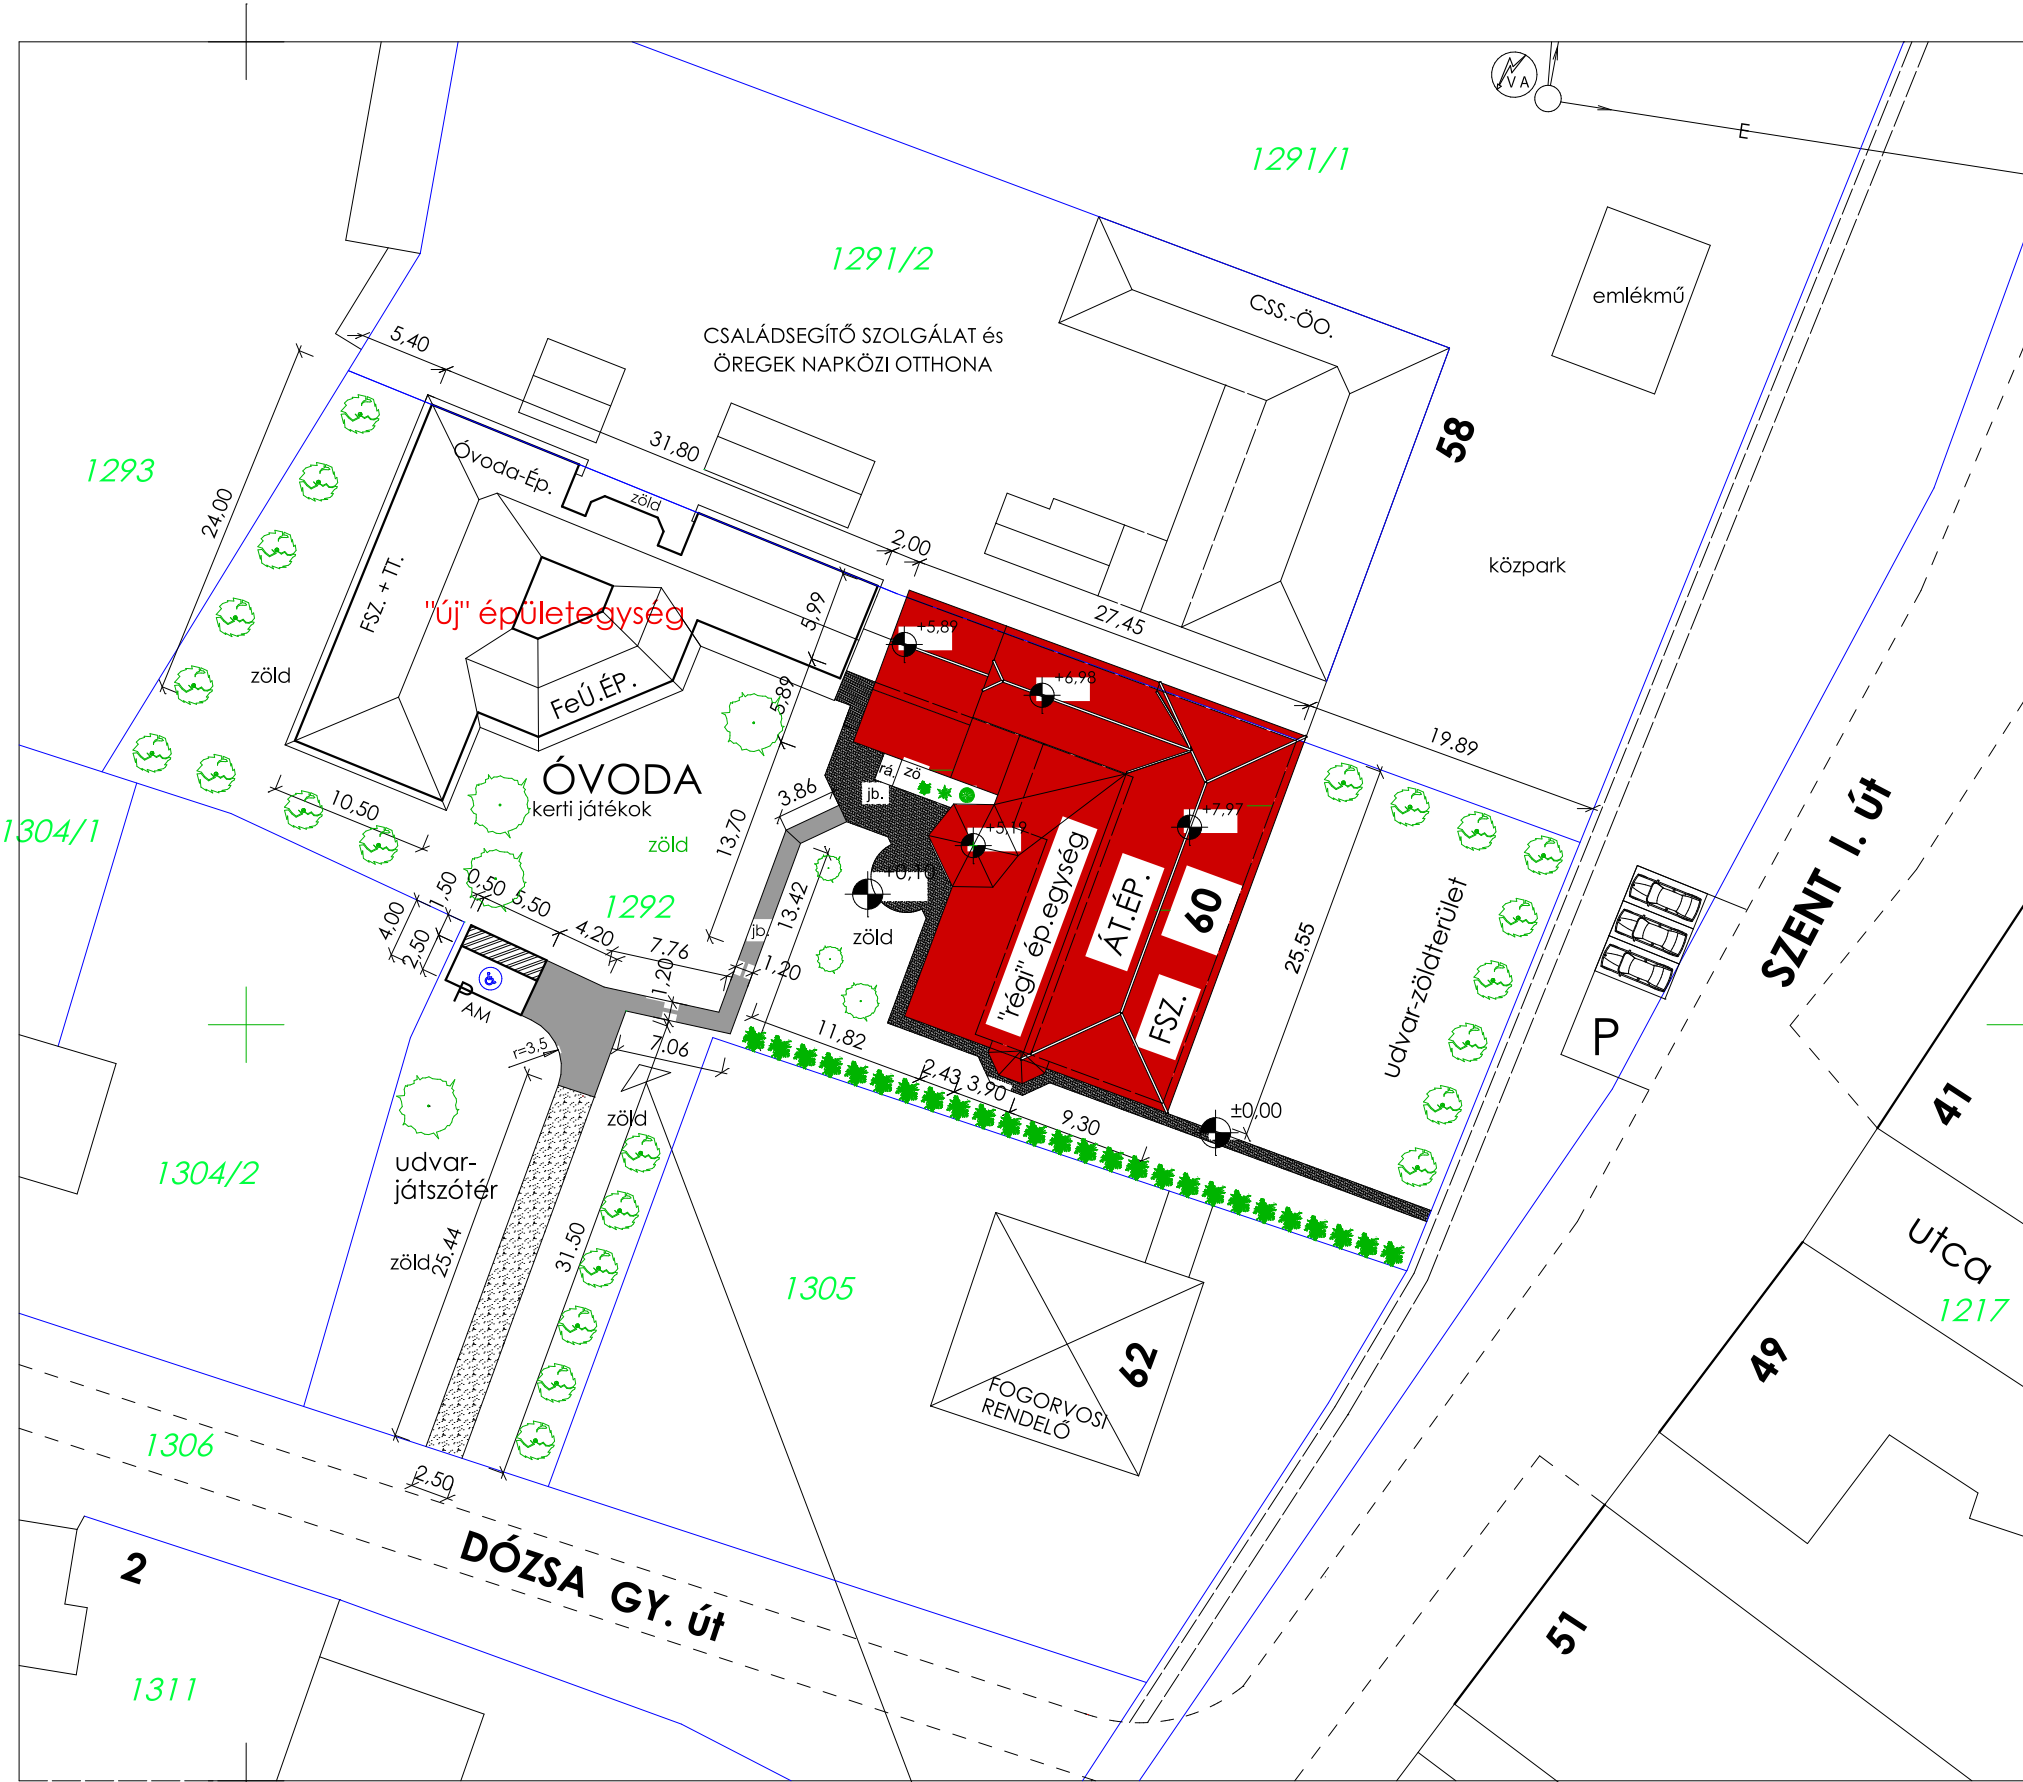 VA
E
1291/1
1291/2
emlékmű
CSS.-ÖO.
CSALÁDSEGÍTŐ SZOLGÁLAT és
ÖREGEK NAPKÖZI OTTHONA
5,40
58
31,80
Óvoda-Ép.
1293
zöld
24,00
2,00
közpark
FSZ. + TT.
"új" épületegység
5,99
27,45
+5,89
+6,98
zöld
FeÚ.ÉP.
5,89
19.89
ÓVODA
kerti játékok
rá.
zö
jb.
3.86
10,50
1304/1
zöld
13,70
+5,19
+7,97
"régi" ép.egység
ÁT.ÉP.
60
FSZ.
25,55
udvar-zöldterület
SZENT I. út
+0,10
zöld
1,50
0,50
5,50
1292
4,00
2,50
4,20
7.76
jb.
13.42
1,20
1,20
P
AM
r=3,5
7.06
11,82
2,43
3,90
9,30
±0,00
P
41
zöld
udvar-
játszótér
1304/2
zöld
25.44
31.50
1305
utca
1217
62
FOGORVOSI
RENDELŐ
49
1306
2,50
DÓZSA GY. út
2
51
1311